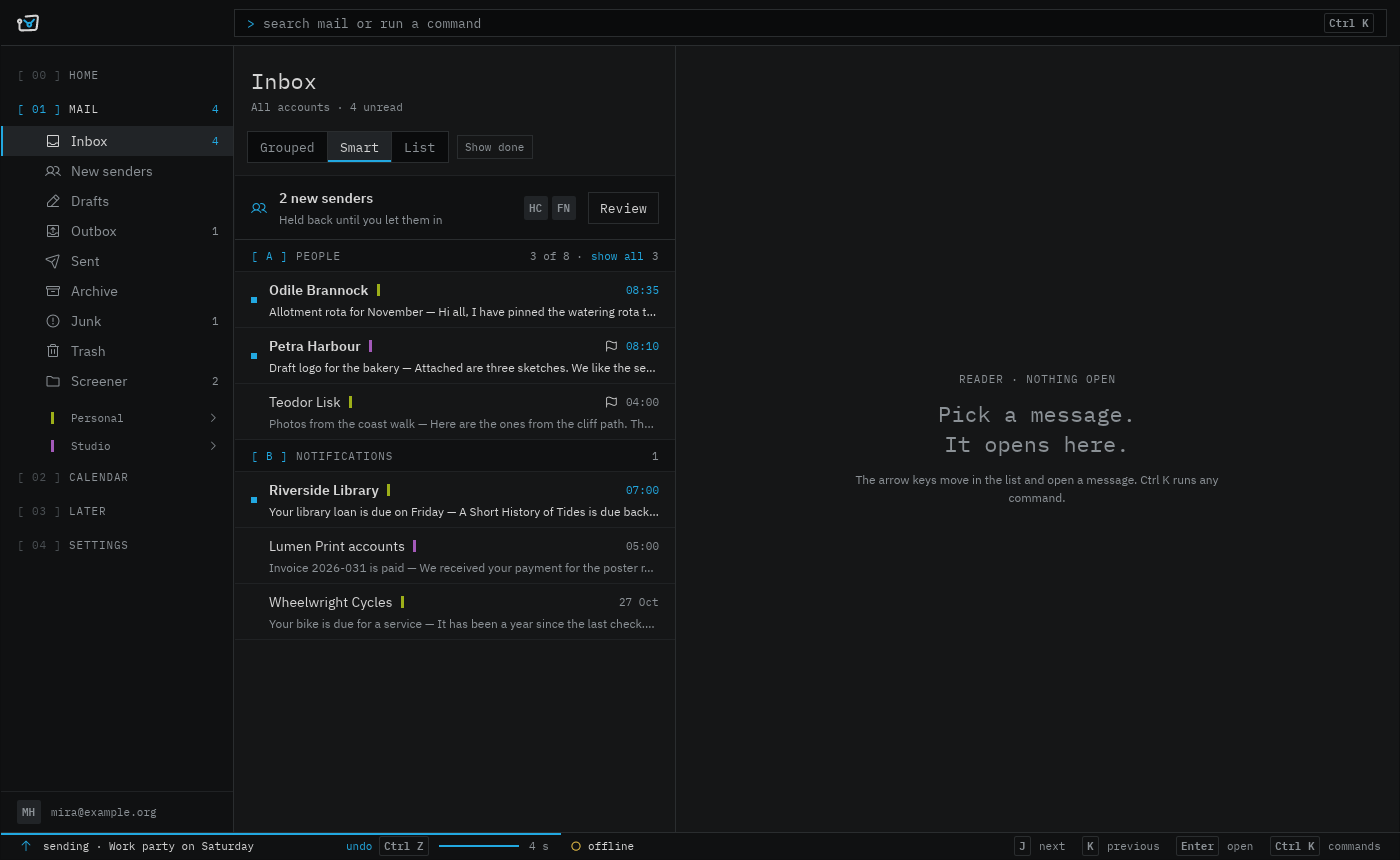 > search mail or run a command Ctrl K
[ 00 ] HOME
[ 01 ] MAIL 4
Inbox 4
New senders
Drafts
Outbox 1
Sent
Archive
Junk 1
Trash
Screener 2
Personal
Studio
[ 02 ] CALENDAR
[ 03 ] LATER
[ 04 ] SETTINGS
MH mira@example.org
Inbox
All accounts · 4 unread
Grouped Smart List Show done
2 new senders
Held back until you let them in
HC FN Review
[ A ] PEOPLE 3 of 8 · show all 3
Odile Brannock 08:35
Allotment rota for November — Hi all, I have pinned the watering rota t…
Petra Harbour 08:10
Draft logo for the bakery — Attached are three sketches. We like the se…
Teodor Lisk 04:00
Photos from the coast walk — Here are the ones from the cliff path. Th…
[ B ] NOTIFICATIONS 1
Riverside Library 07:00
Your library loan is due on Friday — A Short History of Tides is due back…
Lumen Print accounts 05:00
Invoice 2026-031 is paid — We received your payment for the poster r…
Wheelwright Cycles 27 Oct
Your bike is due for a service — It has been a year since the last check.…
READER · NOTHING OPEN
Pick a message.
It opens here.
The arrow keys move in the list and open a message. Ctrl K runs any
command.
sending · Work party on Saturday undo Ctrl Z 4 s offline J next K previous Enter open Ctrl K commands